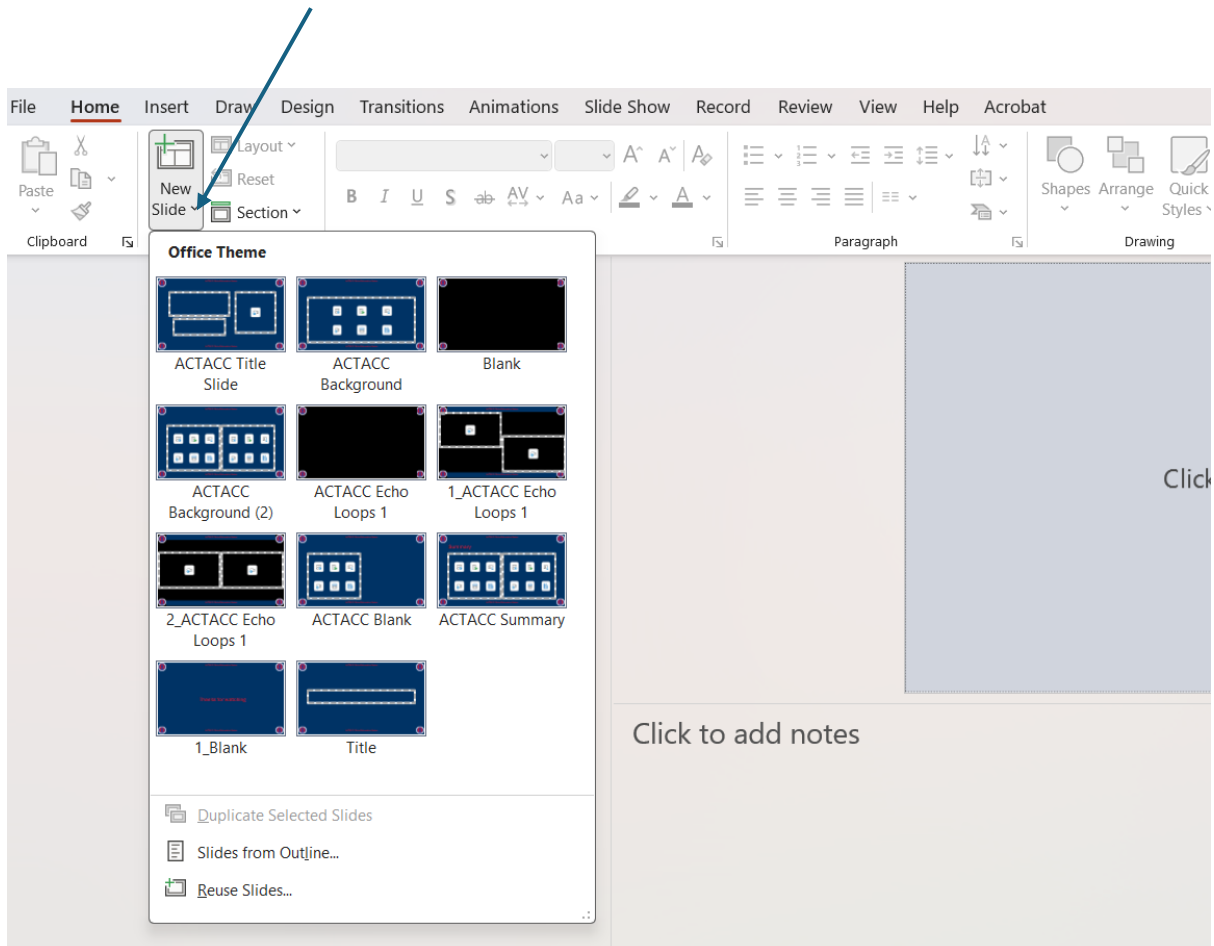 File Home Insert Draw Design Transitions Animations Slide Show Record Review View Help Acrobat
Paste
New
Slide
Layout
Reset
Section
B I U S ab AV Aa A
A A A
Shapes Arrange Quick
Styles
Clipboard
Paragraph
Drawing
Office Theme
ACTACC Title
Slide
ACTACC
Background
Blank
ACTACC
Background (2)
ACTACC Echo
Loops 1
1_ACTACC Echo
Loops 1
2_ACTACC Echo
Loops 1
ACTACC Blank
ACTACC Summary
1_Blank
Title
Duplicate Selected Slides
Slides from Outline...
Reuse Slides...
Click
Click to add notes